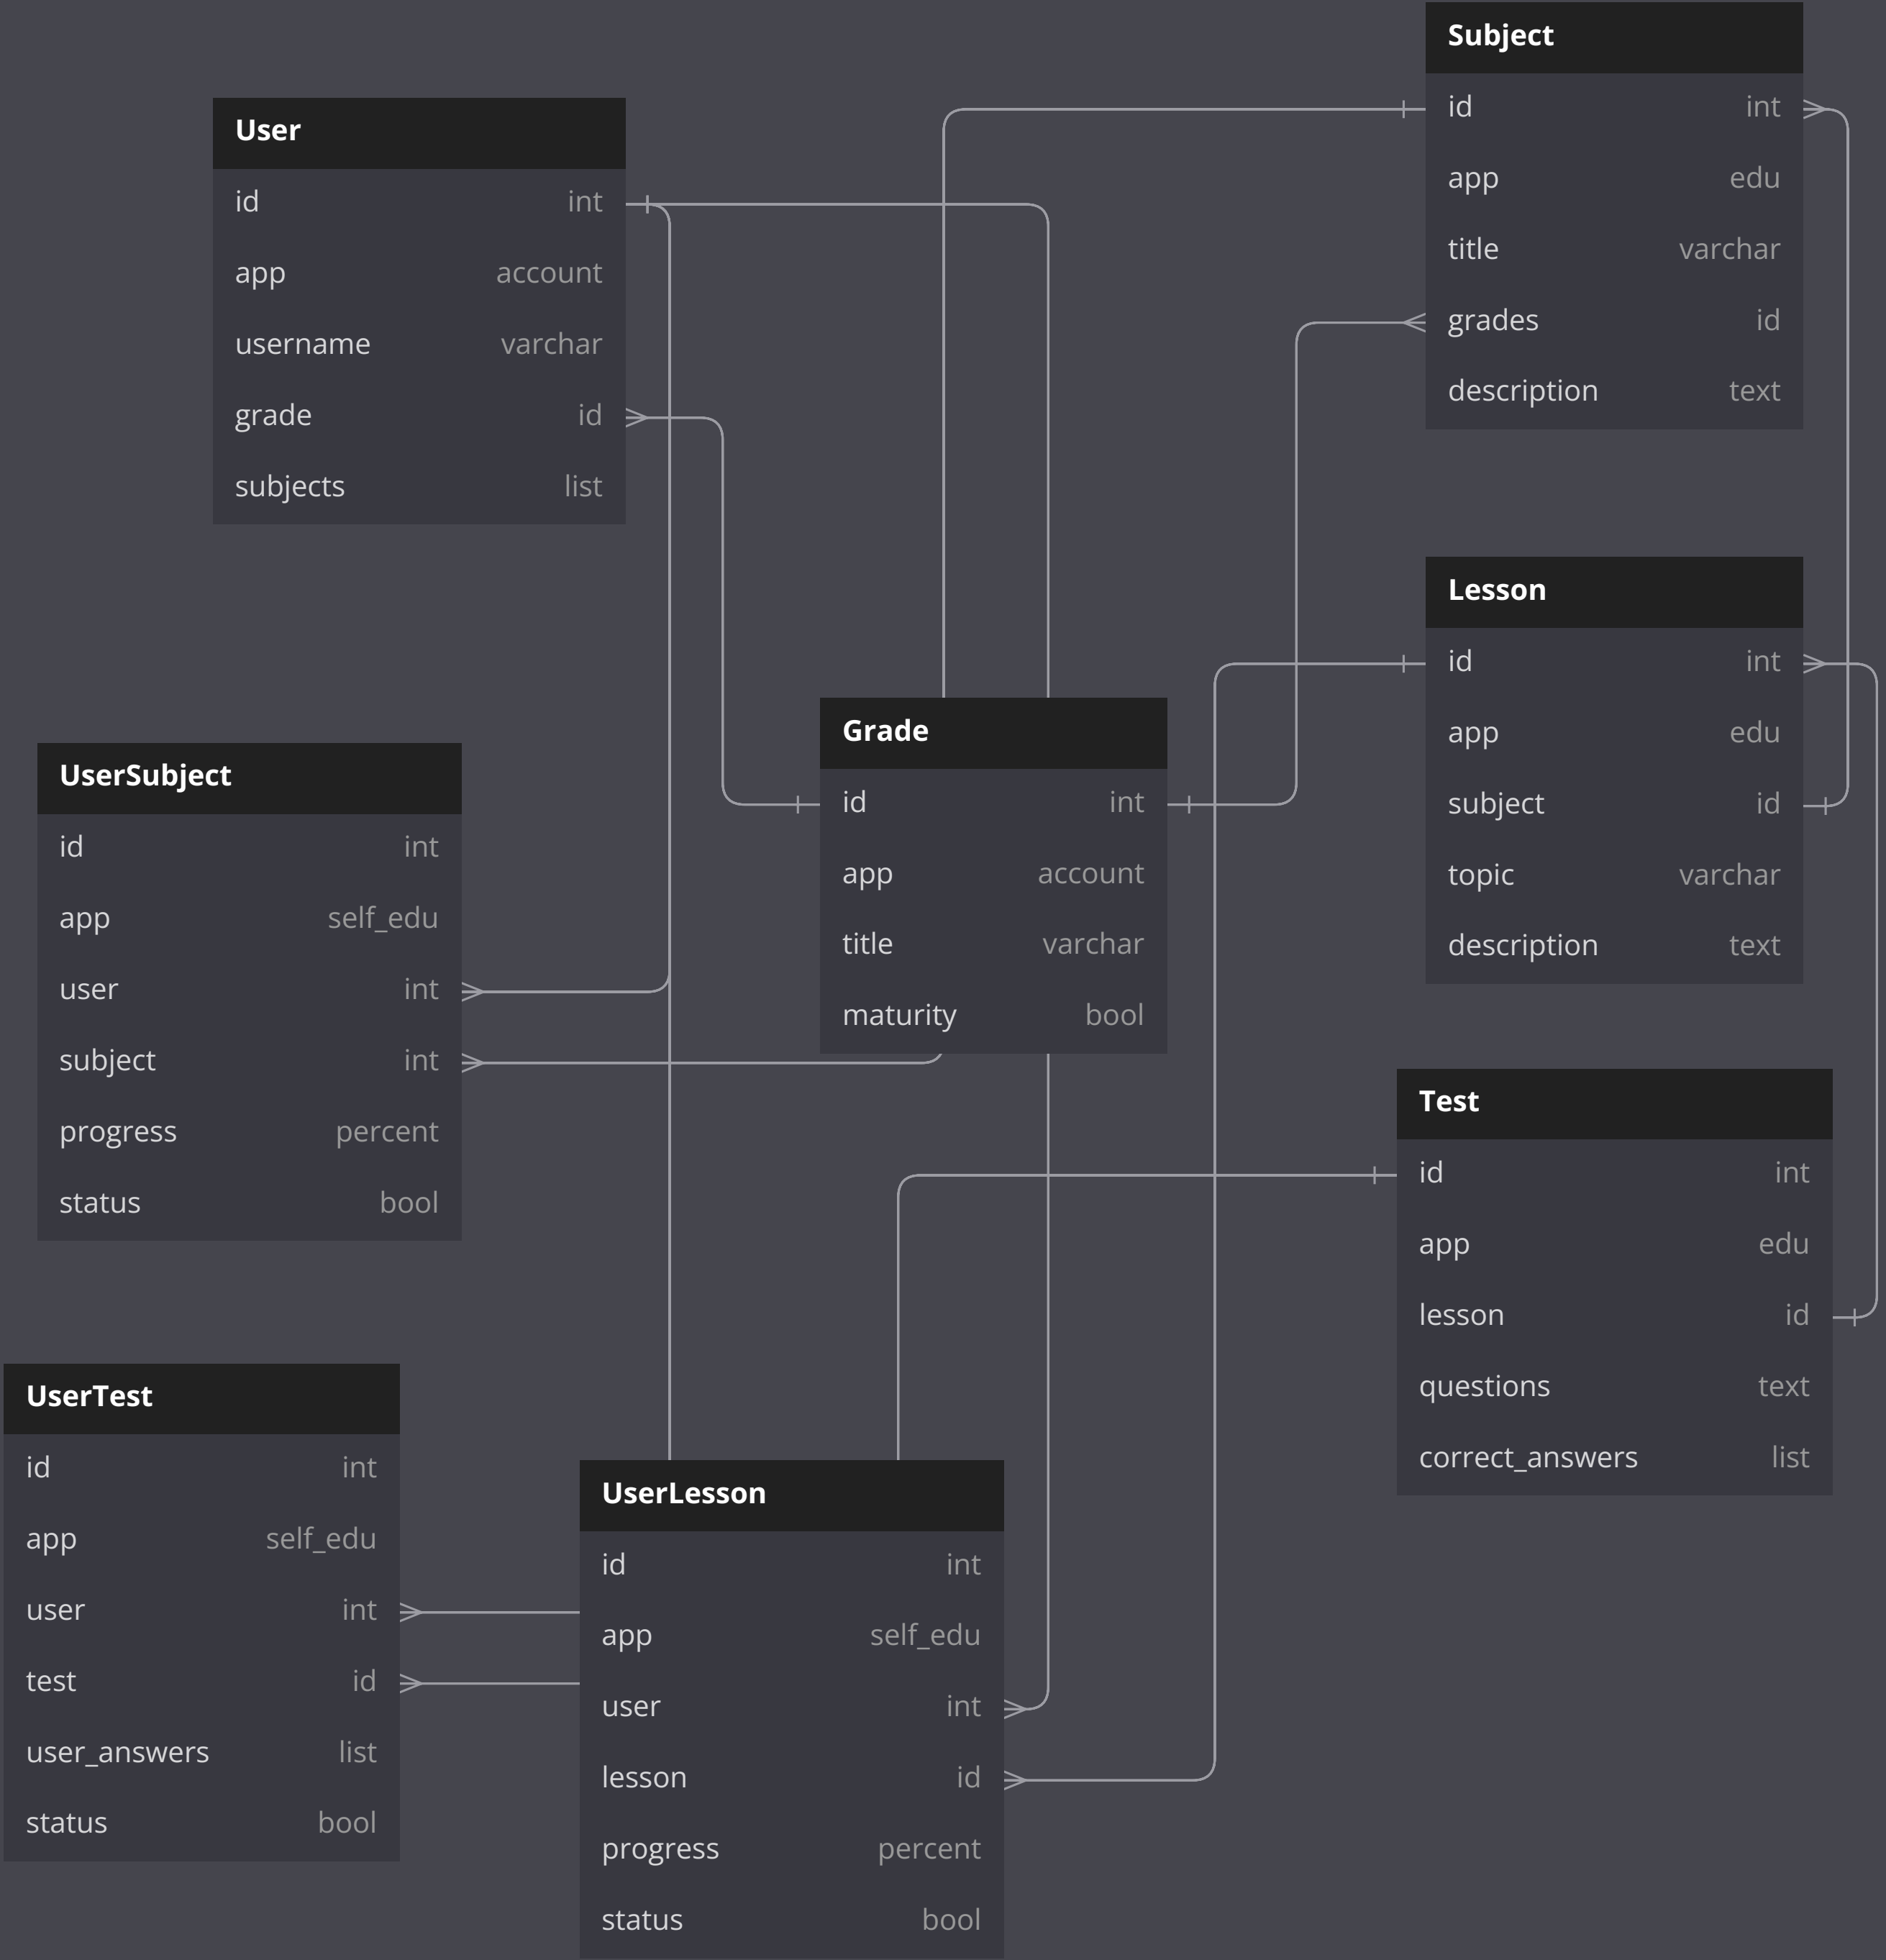 Subject
id int
app edu
title varchar
grades id
description text
User
id int
app account
username varchar
grade id
subjects list
Lesson
id int
app edu
subject id
topic varchar
description text
Grade
id int
app account
title varchar
maturity bool
UserSubject
id int
app self_edu
user int
subject int
progress percent
status bool
Test
id int
app edu
lesson id
questions text
correct_answers list
UserTest
id int
app self_edu
user int
test id
user_answers list
status bool
UserLesson
id int
app self_edu
user int
lesson id
progress percent
status bool